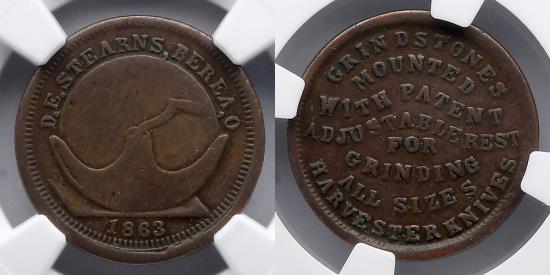 D.E.STEARNS, BEREA, O
1863
GRINDSTONES
MOUNTED
WITH PATENT
ADJUSTABLE REST
FOR
GRINDING
ALL SIZES
HARVESTER KNIVES